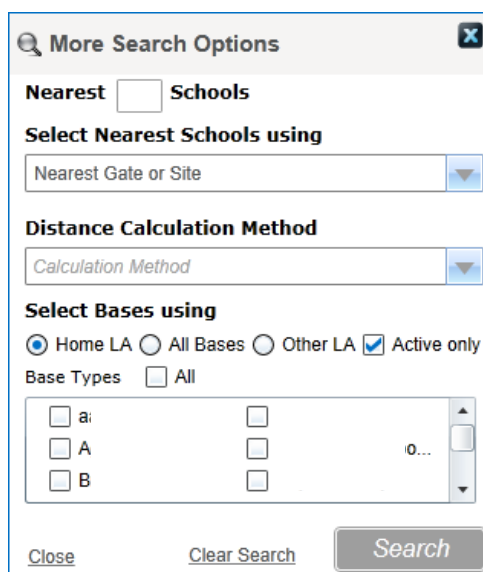 More Search Options
Nearest Schools
Select Nearest Schools using
Nearest Gate or Site
Distance Calculation Method
Calculation Method
Select Bases using
Home LA All Bases Other LA Active only
Base Types All
A
B
Close Clear Search Search